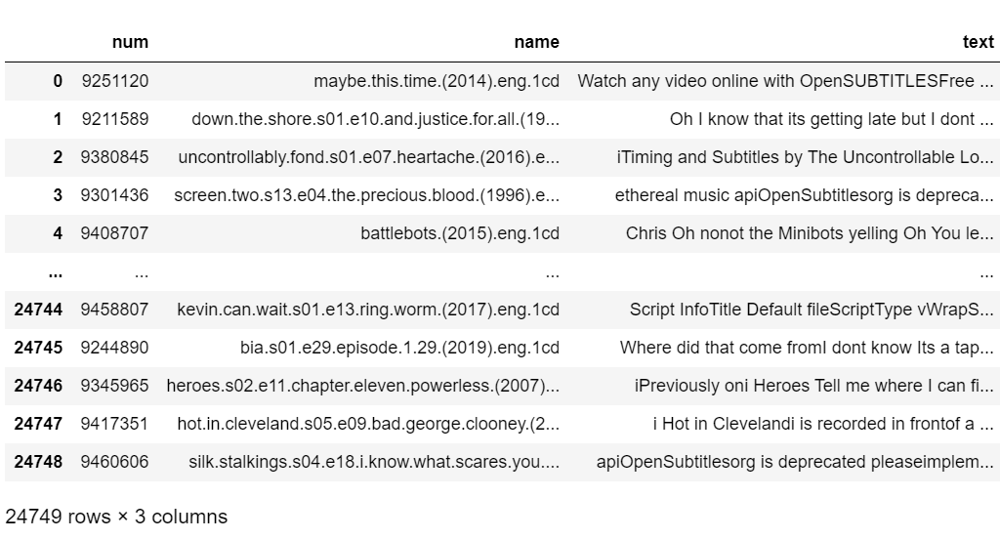 num name text
0 9251120 maybe.this.time.(2014).eng.1cd Watch any video online with OpenSUBTITLESFree ...
1 9211589 down.the.shore.s01.e10.and.justice.for.all.(19... Oh I know that its getting late but I dont ...
2 9380845 uncontrollably.fond.s01.e07.heartache.(2016).e... iTiming and Subtitles by The Uncontrollable Lo...
3 9301436 screen.two.s13.e04.the.precious.blood.(1996).e... ethereal music apiOpenSubtitlesorg is depreca...
4 9408707 battlebots.(2015).eng.1cd Chris Oh nonot the Minibots yelling Oh You le...
... ... ... ...
24744 9458807 kevin.can.wait.s01.e13.ring.worm.(2017).eng.1cd Script InfoTitle Default fileScriptType vWrapS...
24745 9244890 bia.s01.e29.episode.1.29.(2019).eng.1cd Where did that come fromI dont know Its a tap...
24746 9345965 heroes.s02.e11.chapter.eleven.powerless.(2007)... iPreviously oni Heroes Tell me where I can fi...
24747 9417351 hot.in.cleveland.s05.e09.bad.george.clooney.(2... i Hot in Clevelandi is recorded in frontof a ...
24748 9460606 silk.stalkings.s04.e18.i.know.what.scares.you.... apiOpenSubtitlesorg is deprecated pleaseimplem...
24749 rows × 3 columns